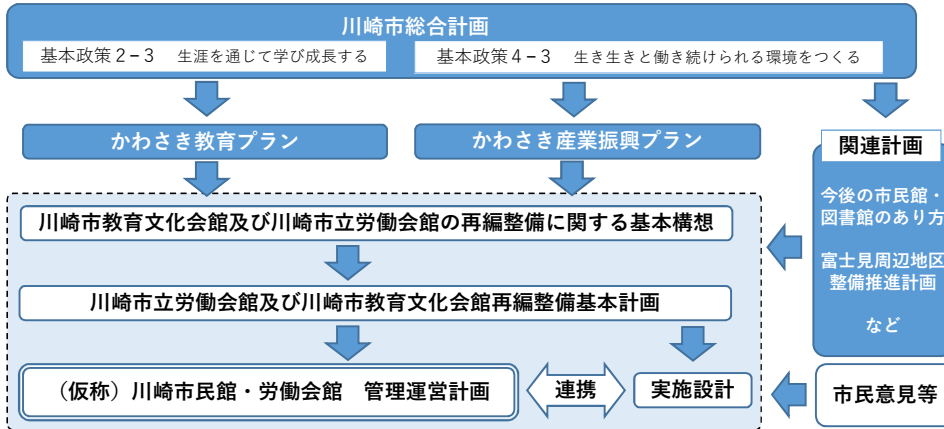 川崎市総合計画
基本政策２−３　生涯を通じて学び成長する
基本政策４−３　生き生きと働き続けられる環境をつくる
かわさき教育プラン
かわさき産業振興プラン
関連計画
今後の市民館・
図書館のあり方
富士見周辺地区
整備推進計画
など
川崎市教育文化会館及び川崎市立労働会館の再編整備に関する基本構想
川崎市立労働会館及び川崎市教育文化会館再編整備基本計画
（仮称）川崎市民館・労働会館　管理運営計画
連携
実施設計
市民意見等